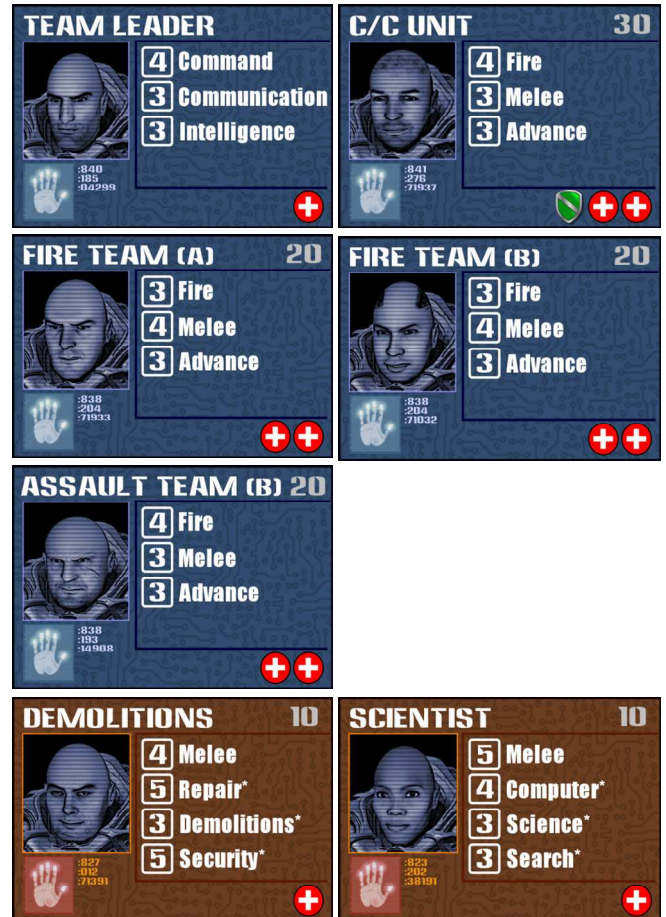 TEAM LEADER
4 Command
3 Communication
3 Intelligence
:840
:185
:04299
C/C UNIT 30
4 Fire
3 Melee
3 Advance
:841
:276
:71937
FIRE TEAM (A) 20
3 Fire
4 Melee
3 Advance
:838
:204
:71933
FIRE TEAM (B) 20
3 Fire
4 Melee
3 Advance
:838
:204
:71032
ASSAULT TEAM (B) 20
4 Fire
3 Melee
3 Advance
:838
:193
:14908
DEMOLITIONS 10
4 Melee
5 Repair*
3 Demolitions*
5 Security*
:827
:012
:71391
SCIENTIST 10
5 Melee
4 Computer*
3 Science*
3 Search*
:823
:202
:38191